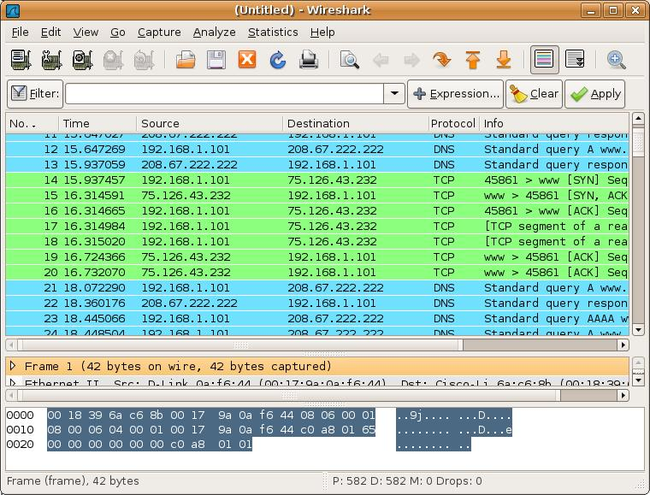 (Untitled) - Wireshark
File Edit View Go Capture Analyze Statistics Help
Filter: Expression... Clear Apply
No. . Time Source Destination Protocol Info
11 15.647027 208.67.222.222 192.168.1.101 DNS Standard query respon
12 15.647269 192.168.1.101 208.67.222.222 DNS Standard query A www.
13 15.937059 208.67.222.222 192.168.1.101 DNS Standard query respon
14 15.937457 192.168.1.101 75.126.43.232 TCP 45861 > www [SYN] Seq
15 16.314591 75.126.43.232 192.168.1.101 TCP www > 45861 [SYN, ACK
16 16.314665 192.168.1.101 75.126.43.232 TCP 45861 > www [ACK] Seq
17 16.314984 192.168.1.101 75.126.43.232 TCP [TCP segment of a rea
18 16.315020 192.168.1.101 75.126.43.232 TCP [TCP segment of a rea
19 16.724366 75.126.43.232 192.168.1.101 TCP www > 45861 [ACK] Seq
20 16.732070 75.126.43.232 192.168.1.101 TCP www > 45861 [ACK] Seq
21 18.072290 192.168.1.101 208.67.222.222 DNS Standard query A www.
22 18.360176 208.67.222.222 192.168.1.101 DNS Standard query respon
23 18.445066 192.168.1.101 208.67.222.222 DNS Standard query AAAA w
24 18.448504 192.168.1.101 208.67.222.222 DNS Standard query A www.
Frame 1 (42 bytes on wire, 42 bytes captured)
Ethernet II, Src: D-Link_0a:f6:44 (00:17:9a:0a:f6:44), Dst: Cisco-Li_6a:c6:8b (00:18:39:
0000 00 18 39 6a c6 8b 00 17 9a 0a f6 44 08 06 00 01 ..9j.... ...D....
0010 08 00 06 04 00 01 00 17 9a 0a f6 44 c0 a8 01 65 ........ ...D...e
0020 00 00 00 00 00 00 c0 a8 01 01 ........ ..
Frame (frame), 42 bytes P: 582 D: 582 M: 0 Drops: 0